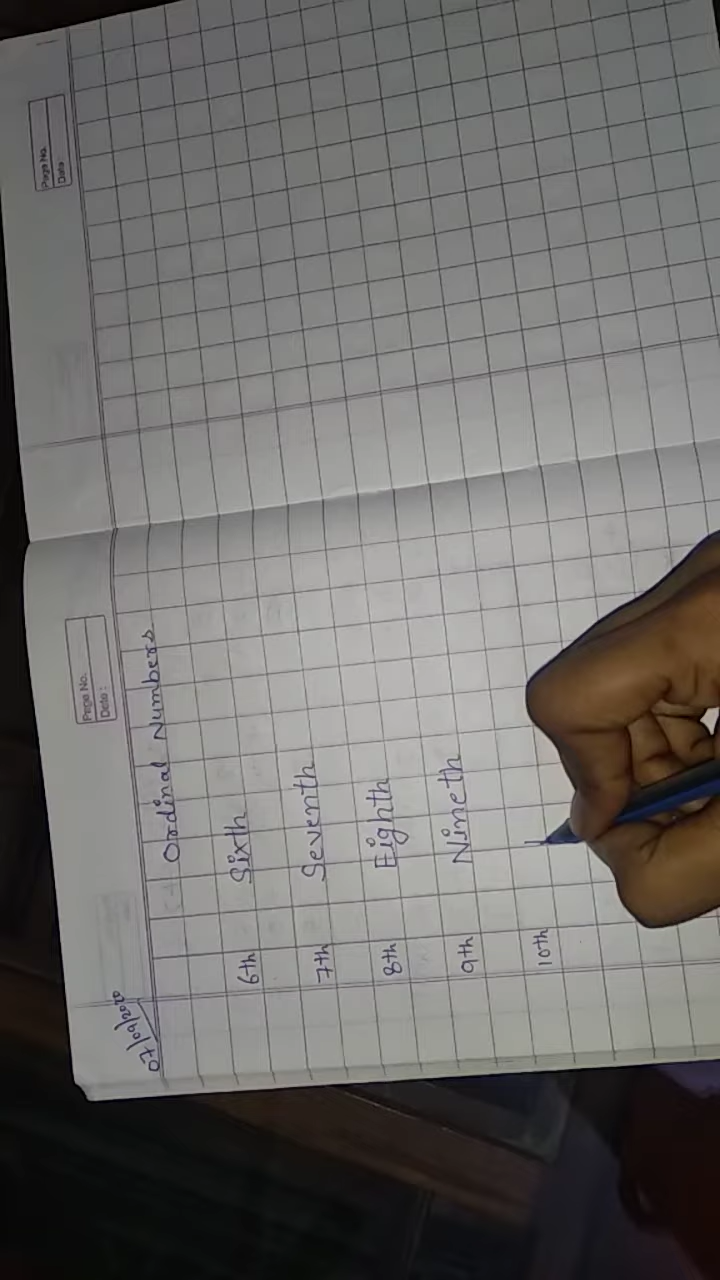 Page No.
Date
Page No.
Date :
07/09/2020
Ordinal Numbers
6th Sixth
7th Seventh
8th Eighth
9th Nineth
10th